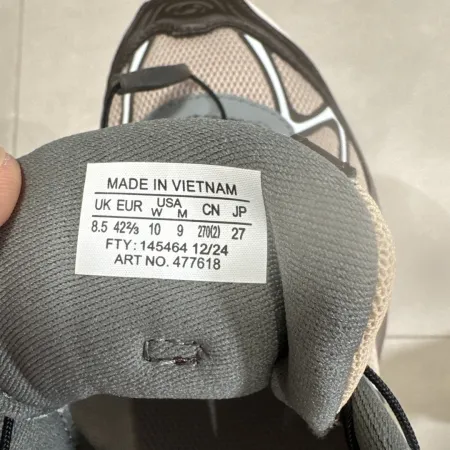 MADE IN VIETNAM
UK EUR USA W M CN JP
8.5 42⅔ 10 9 270(2) 27
FTY: 145464 12/24
ART NO. 477618